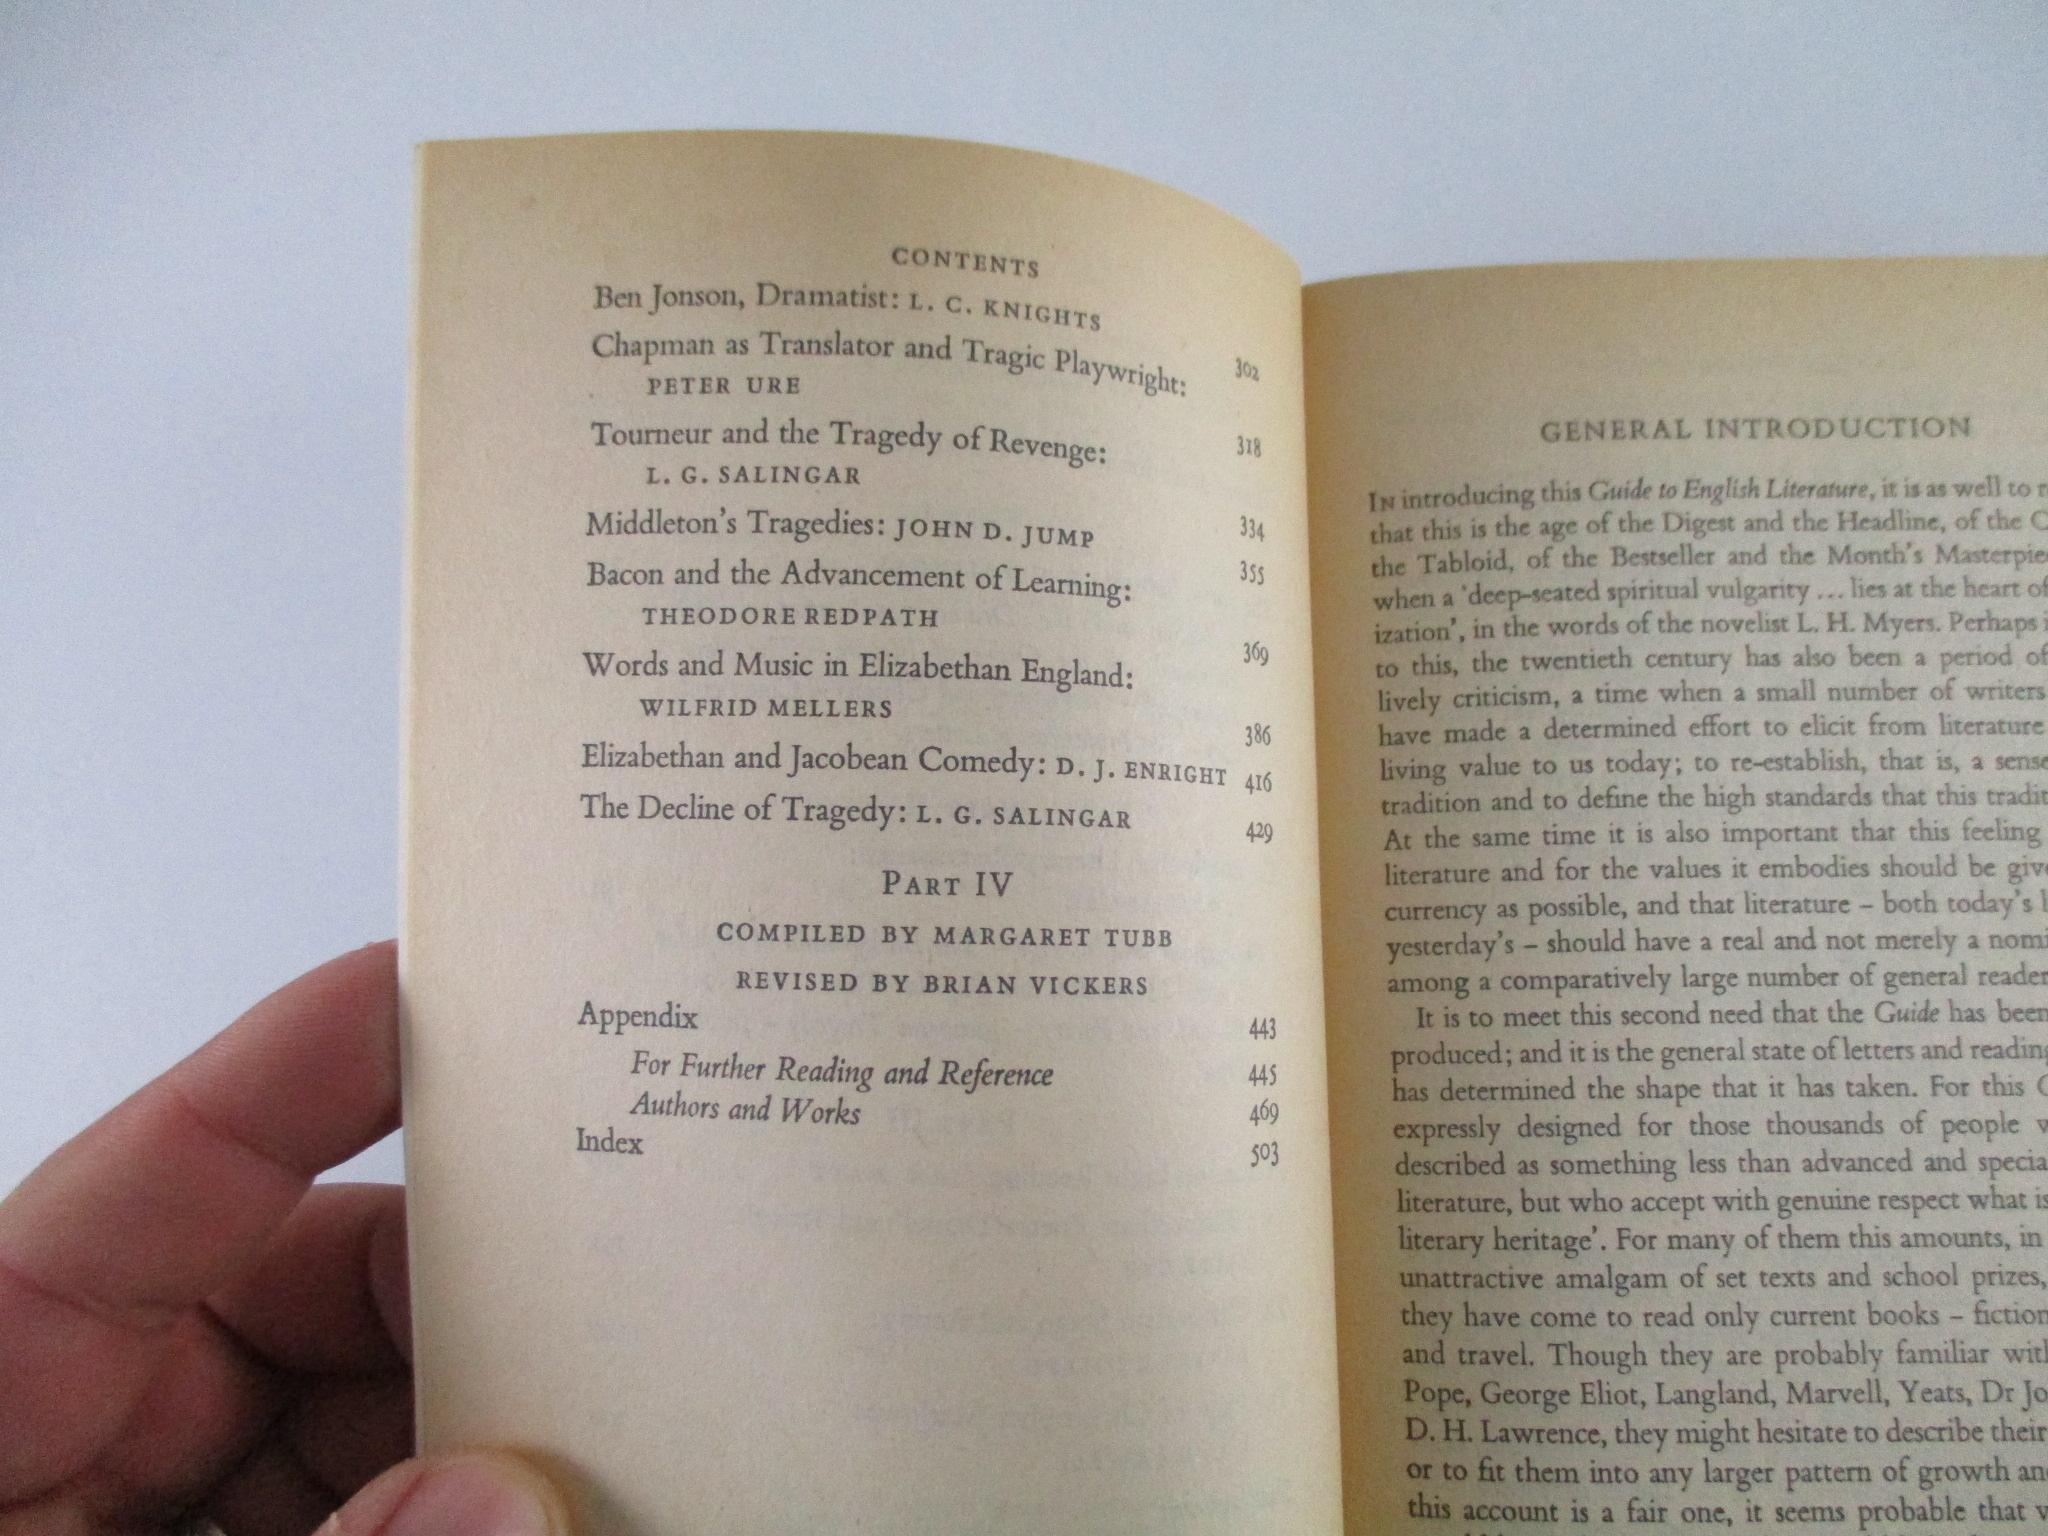 CONTENTS
Ben Jonson, Dramatist: L. C. KNIGHTS 302
Chapman as Translator and Tragic Playwright:
PETER URE 318
Tourneur and the Tragedy of Revenge:
L. G. SALINGAR 334
Middleton's Tragedies: JOHN D. JUMP 355
Bacon and the Advancement of Learning:
THEODORE REDPATH 369
Words and Music in Elizabethan England:
WILFRID MELLERS 386
Elizabethan and Jacobean Comedy: D. J. ENRIGHT 416
The Decline of Tragedy: L. G. SALINGAR 429
PART IV
COMPILED BY MARGARET TUBB
REVISED BY BRIAN VICKERS
Appendix 443
For Further Reading and Reference 445
Authors and Works 469
Index 503
GENERAL INTRODUCTION
IN introducing this Guide to English Literature, it is as well to
that this is the age of the Digest and the Headline, of the
the Tabloid, of the Bestseller and the Month's
when a 'deep-seated spiritual vulgarity ... lies at the heart of
ization', in the words of the novelist L. H. Myers. Perhaps
to this, the twentieth century has also been a period of
lively criticism, a time when a small number of writers
have made a determined effort to elicit from literature
living value to us today; to re-establish, that is, a sense
tradition and to define the high standards that this
At the same time it is also important that this feeling
literature and for the values it embodies should be
currency as possible, and that literature – both today's
yesterday's – should have a real and not merely a
among a comparatively large number of general
It is to meet this second need that the Guide has been
produced; and it is the general state of letters and reading
has determined the shape that it has taken. For this
expressly designed for those thousands of people
described as something less than advanced and
literature, but who accept with genuine respect what is
literary heritage'. For many of them this amounts, in
unattractive amalgam of set texts and school prizes,
they have come to read only current books – fiction
and travel. Though they are probably familiar with
Pope, George Eliot, Langland, Marvell, Yeats, Dr
D. H. Lawrence, they might hesitate to describe their
or to fit them into any larger pattern of growth
this account is a fair one, it seems probable that